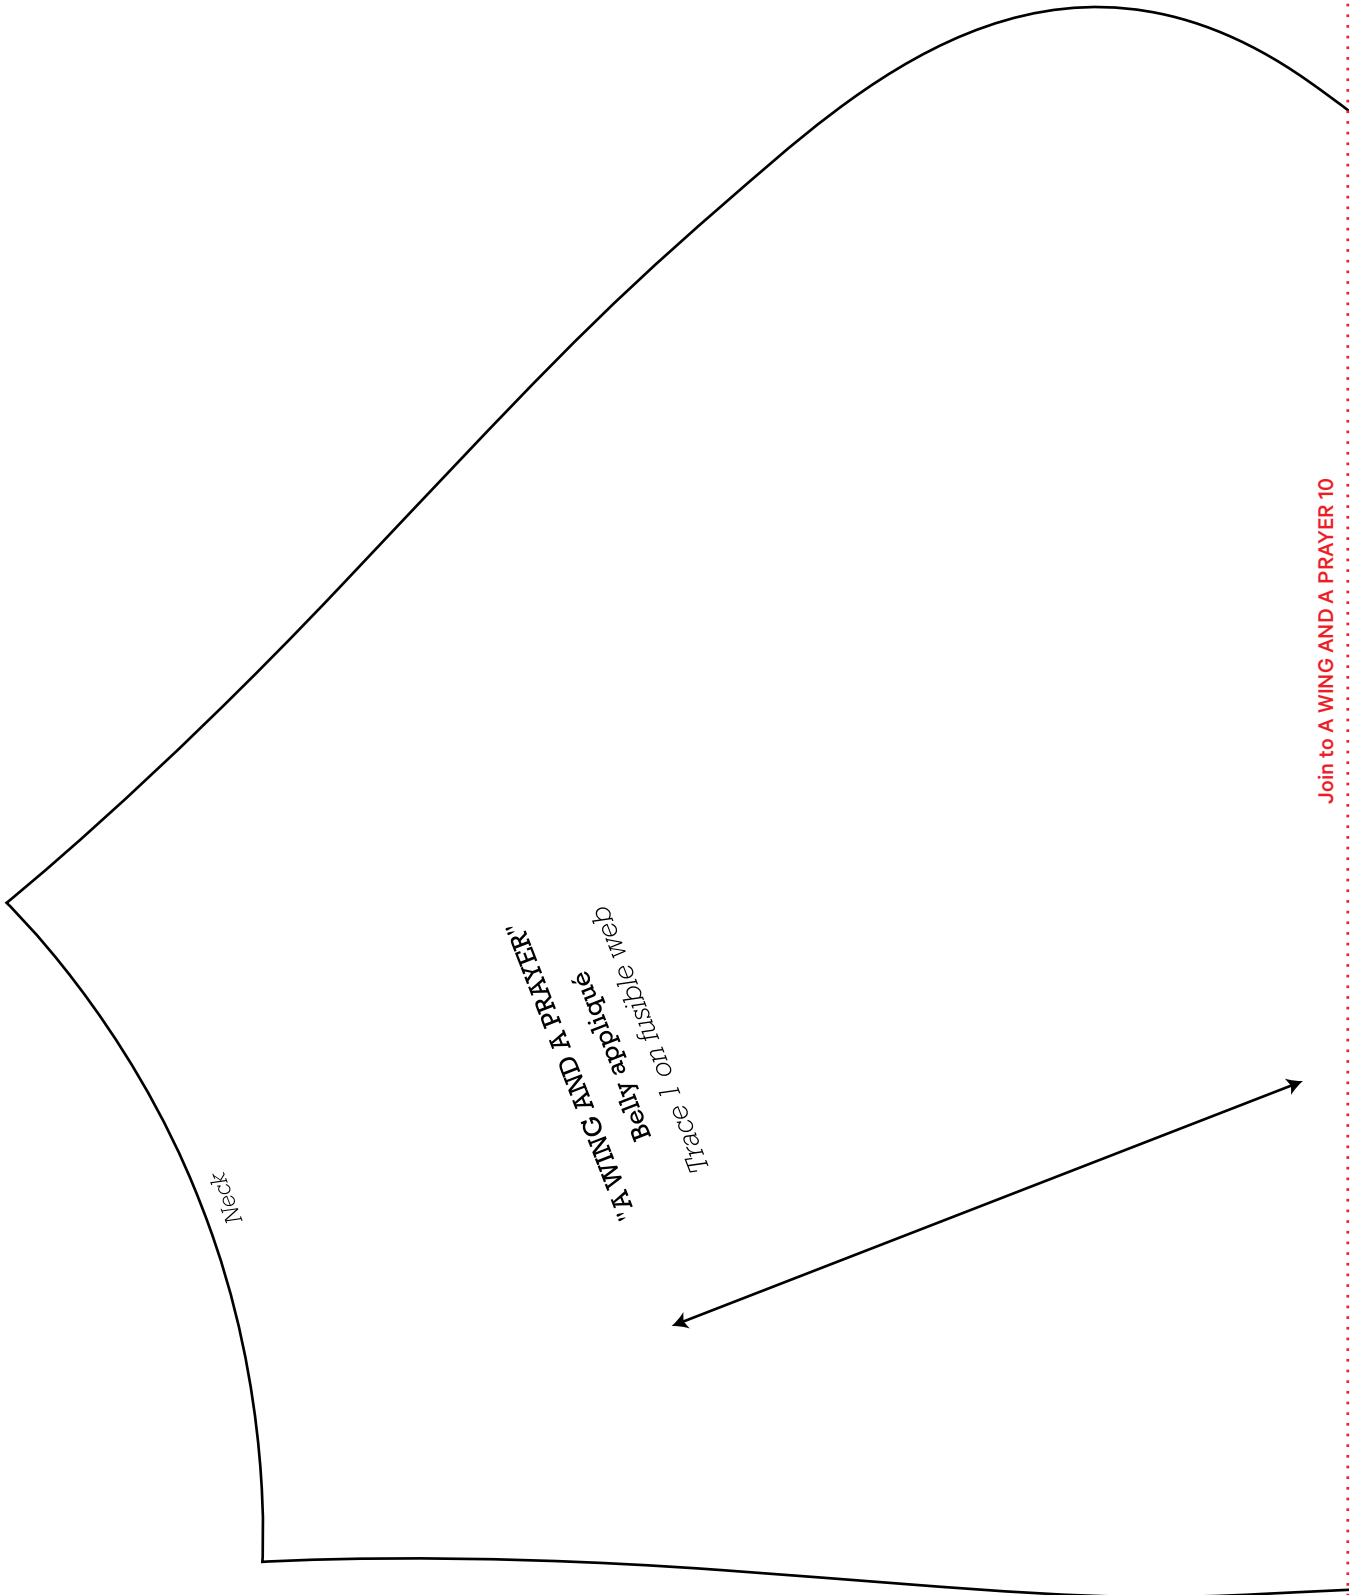 "A WING AND A PRAYER"
Belly appliqué
Trace 1 on fusible web
Neck
Join to A WING AND A PRAYER 10